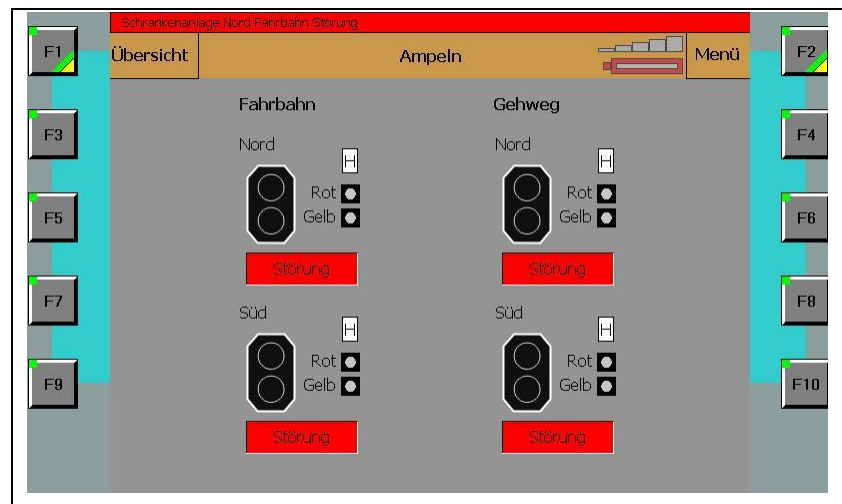 Schrankenanlage Nord Fahrbahn Störung
F1
Übersicht
Ampeln
Menü
F2
Fahrbahn
Gehweg
F3
F4
Nord
H
Nord
H
Rot
Rot
F5
Gelb
Gelb
F6
Störung
Störung
F7
F8
Süd
H
Süd
H
Rot
Rot
F9
Gelb
Gelb
F10
Störung
Störung